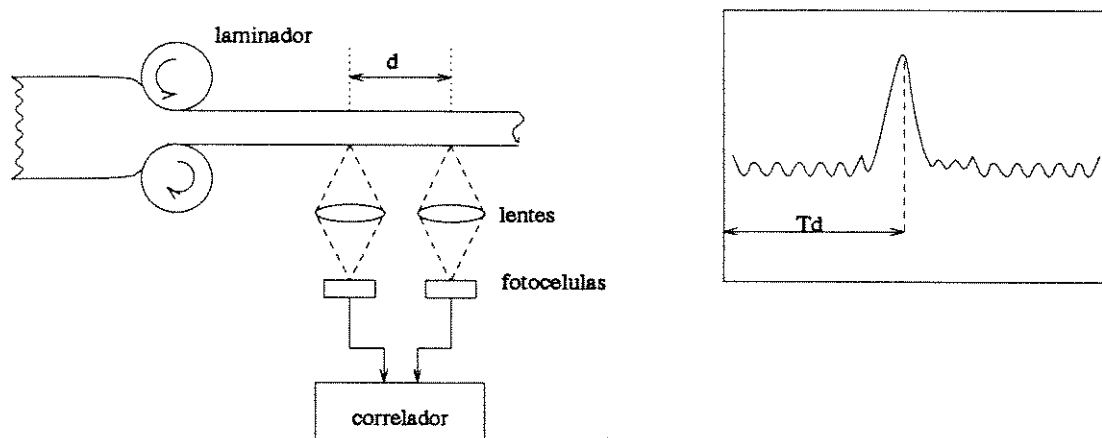 laminador
d
lentes
fotocelulas
correlador
Td